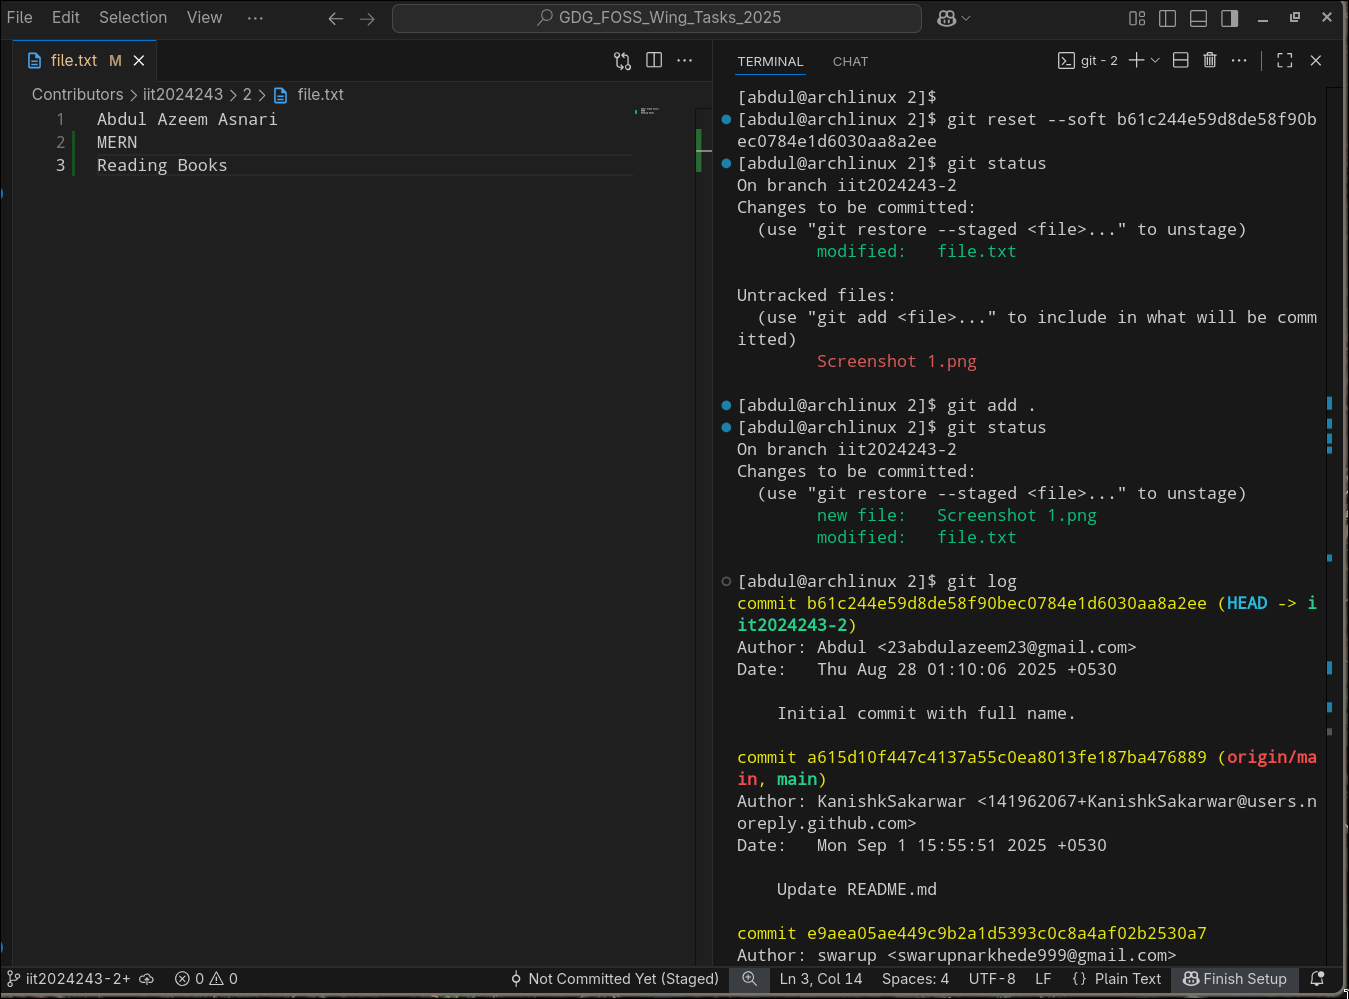 File Edit Selection View ... GDG_FOSS_Wing_Tasks_2025
file.txt M
Contributors > iit2024243 > 2 > file.txt
1 Abdul Azeem Asnari
2 MERN
3 Reading Books
TERMINAL CHAT git - 2
[abdul@archlinux 2]$
[abdul@archlinux 2]$ git reset --soft b61c244e59d8de58f90b
ec0784e1d6030aa8a2ee
[abdul@archlinux 2]$ git status
On branch iit2024243-2
Changes to be committed:
(use "git restore --staged <file>..." to unstage)
modified: file.txt
Untracked files:
(use "git add <file>..." to include in what will be comm
itted)
Screenshot 1.png
[abdul@archlinux 2]$ git add .
[abdul@archlinux 2]$ git status
On branch iit2024243-2
Changes to be committed:
(use "git restore --staged <file>..." to unstage)
new file: Screenshot 1.png
modified: file.txt
[abdul@archlinux 2]$ git log
commit b61c244e59d8de58f90bec0784e1d6030aa8a2ee (HEAD -> i
it2024243-2)
Author: Abdul <23abdulazeem23@gmail.com>
Date: Thu Aug 28 01:10:06 2025 +0530
Initial commit with full name.
commit a615d10f447c4137a55c0ea8013fe187ba476889 (origin/ma
in, main)
Author: KanishkSakarwar <141962067+KanishkSakarwar@users.n
oreply.github.com>
Date: Mon Sep 1 15:55:51 2025 +0530
Update README.md
commit e9aea05ae449c9b2a1d5393c0c8a4af02b2530a7
Author: swarup <swarupnarkhede999@gmail.com>
iit2024243-2+ 0 0 Not Committed Yet (Staged) Ln 3, Col 14 Spaces: 4 UTF-8 LF {} Plain Text Finish Setup